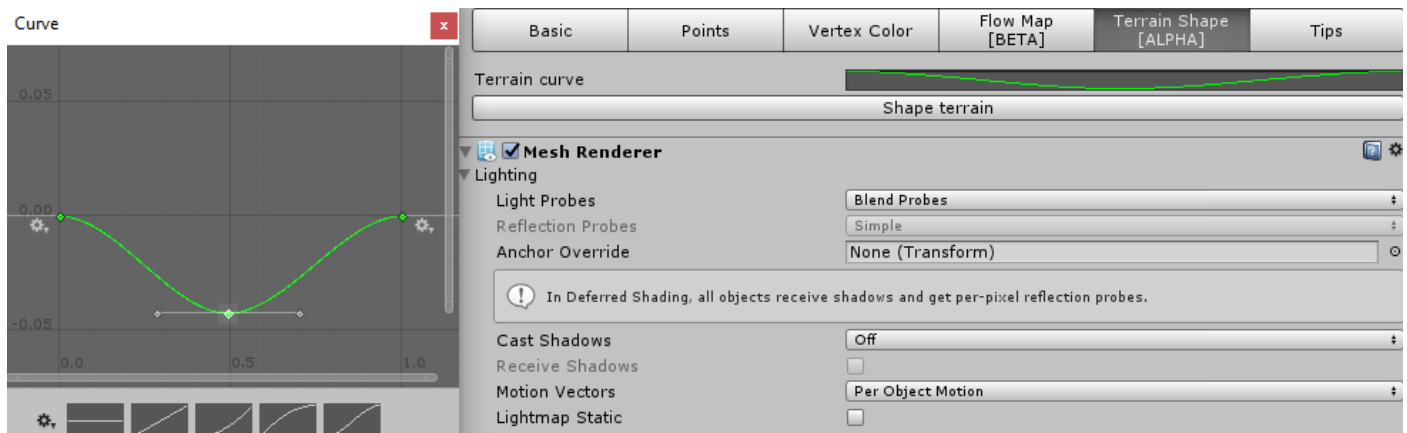 Curve
x
0.05
0.00
-0.05
0.0 0.5 1.0
Basic Points Vertex Color Flow Map [BETA] Terrain Shape [ALPHA] Tips
Terrain curve
Shape terrain
Mesh Renderer
Lighting
Light Probes Blend Probes
Reflection Probes Simple
Anchor Override None (Transform)
In Deferred Shading, all objects receive shadows and get per-pixel reflection probes.
Cast Shadows Off
Receive Shadows
Motion Vectors Per Object Motion
Lightmap Static